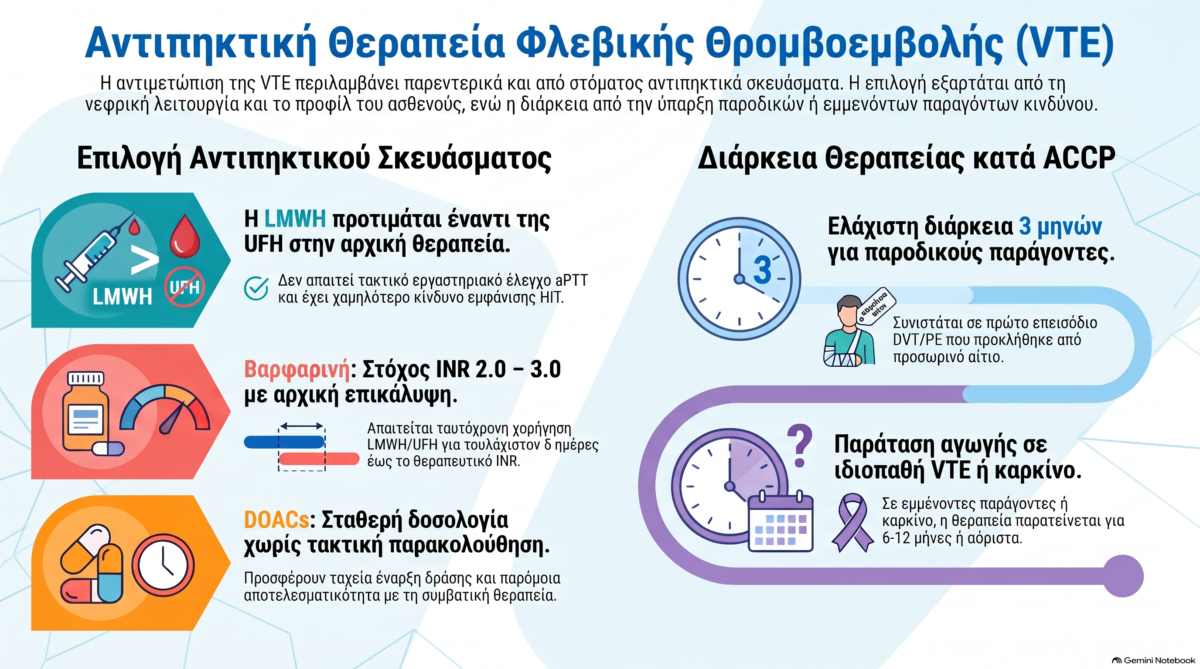 Αντιπηκτική Θεραπεία Φλεβικής Θρομβοεμβολής (VTE)
Η αντιμετώπιση της VTE περιλαμβάνει παρεντερικά και από στόματος αντιπηκτικά σκευάσματα. Η επιλογή εξαρτάται από τη
νεφρική λειτουργία και το προφίλ του ασθενούς, ενώ η διάρκεια από την ύπαρξη παροδικών ή εμμενόντων παραγόντων κινδύνου.
Επιλογή Αντιπηκτικού Σκευάσματος
LMWH
>
UFH
Η LMWH προτιμάται έναντι της
UFH στην αρχική θεραπεία.
Δεν απαιτεί τακτικό εργαστηριακό έλεγχο aPTT
και έχει χαμηλότερο κίνδυνο εμφάνισης HIT.
Βαρφαρινή: Στόχος INR 2.0 – 3.0
με αρχική επικάλυψη.
Απαιτείται ταυτόχρονη χορήγηση
LMWH/UFH για τουλάχιστον δ ημέρες
έως το θεραπευτικό INR.
DOACs: Σταθερή δοσολογία
χωρίς τακτική παρακολούθηση.
Προσφέρουν ταχεία έναρξη δράσης και παρόμοια
αποτελεσματικότητα με τη συμβατική θεραπεία.
Διάρκεια Θεραπείας κατά ACCP
3
Ελάχιστη διάρκεια 3 μηνών
για παροδικούς παράγοντες.
Συνιστάται σε πρώτο επεισόδιο
DVT/PE που προκλήθηκε από
προσωρινό αίτιο.
?
Παράταση αγωγής σε
ιδιοπαθή VTE ή καρκίνο.
Σε εμμένοντες παράγοντες ή
καρκίνο, η θεραπεία παρατείνεται για
6-12 μήνες ή αόριστα.
Gemini Notebook